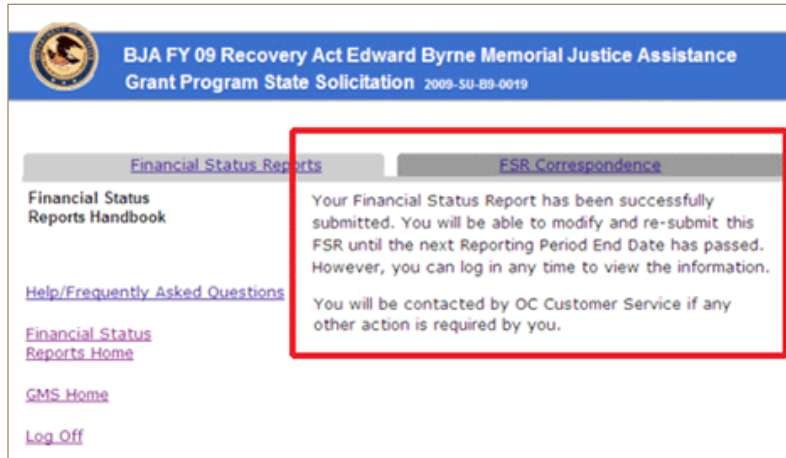 BJA FY 09 Recovery Act Edward Byrne Memorial Justice Assistance
Grant Program State Solicitation 2009-SU-B9-0019
Financial Status Reports
FSR Correspondence
Financial Status
Reports Handbook
Help/Frequently Asked Questions
Financial Status
Reports Home
GMS Home
Log Off
Your Financial Status Report has been successfully
submitted. You will be able to modify and re-submit this
FSR until the next Reporting Period End Date has passed.
However, you can log in any time to view the information.
You will be contacted by OC Customer Service if any
other action is required by you.